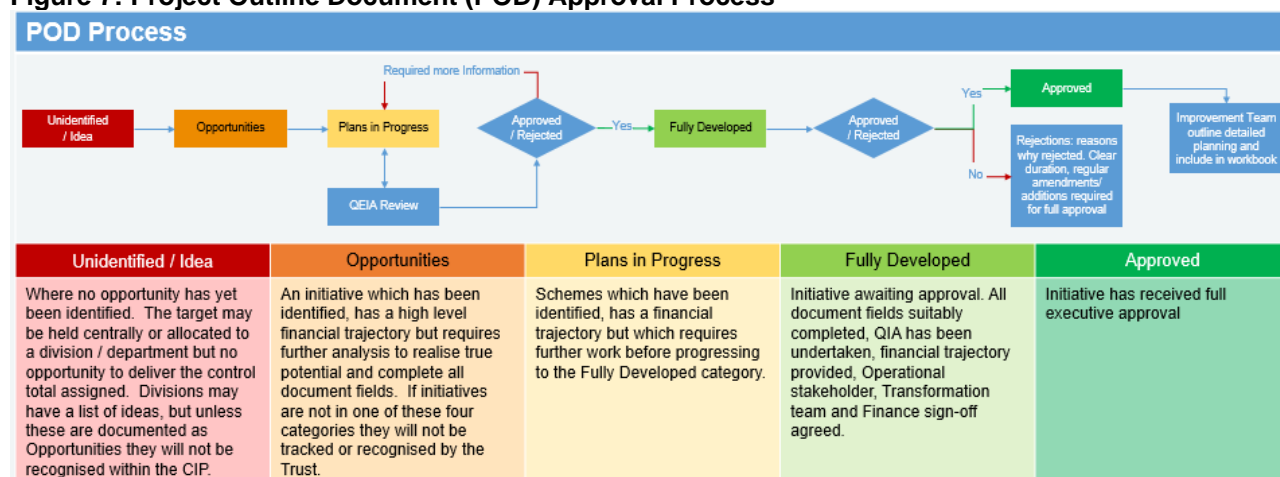 Figure 7: Project Outline Document (POD) Approval Process
POD Process
Required more Information
Unidentified
/ Idea
Opportunities
Plans in Progress
Approved
/ Rejected
Yes
Fully Developed
Approved
/ Rejected
Yes
Approved
Improvement Team
outline detailed
planning and
include in workbook
No
Rejections: reasons
why rejected. Clear
duration, regular
amendments/
additions required
for full approval
QEIA Review
Unidentified / Idea
Where no opportunity has yet
been identified. The target may
be held centrally or allocated to
a division / department but no
opportunity to deliver the control
total assigned. Divisions may
have a list of ideas, but unless
these are documented as
Opportunities they will not be
recognised within the CIP.
Opportunities
An initiative which has been
identified, has a high level
financial trajectory but requires
further analysis to realise true
potential and complete all
document fields. If initiatives
are not in one of these four
categories they will not be
tracked or recognised by the
Trust.
Plans in Progress
Schemes which have been
identified, has a financial
trajectory but which requires
further work before progressing
to the Fully Developed category.
Fully Developed
Initiative awaiting approval. All
document fields suitably
completed, QIA has been
undertaken, financial trajectory
provided, Operational
stakeholder, Transformation
team and Finance sign-off
agreed.
Approved
Initiative has received full
executive approval